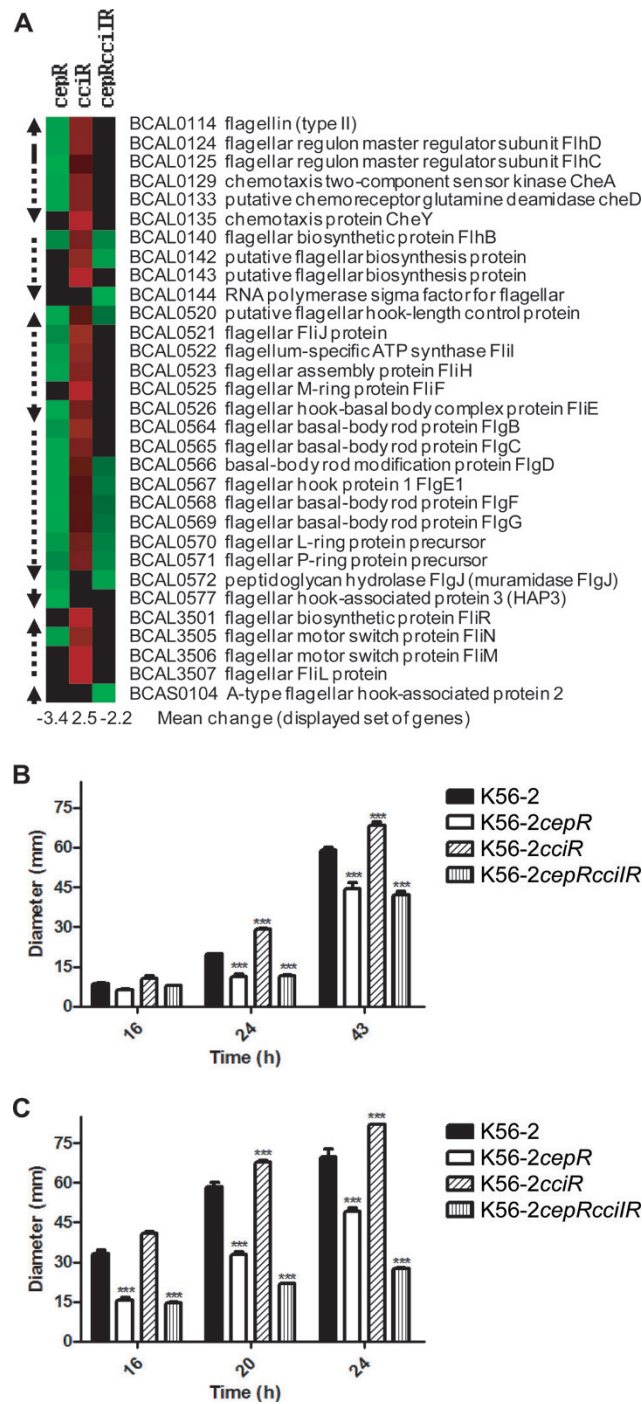 A
cepR cciR cepRcciIR
BCAL0114 flagellin (type II)
BCAL0124 flagellar regulon master regulator subunit FlhD
BCAL0125 flagellar regulon master regulator subunit FlhC
BCAL0129 chemotaxis two-component sensor kinase CheA
BCAL0133 putative chemoreceptor glutamine deamidase cheD
BCAL0135 chemotaxis protein CheY
BCAL0140 flagellar biosynthetic protein FlhB
BCAL0142 putative flagellar biosynthesis protein
BCAL0143 putative flagellar biosynthesis protein
BCAL0144 RNA polymerase sigma factor for flagellar
BCAL0520 putative flagellar hook-length control protein
BCAL0521 flagellar FliJ protein
BCAL0522 flagellum-specific ATP synthase FliI
BCAL0523 flagellar assembly protein FliH
BCAL0525 flagellar M-ring protein FliF
BCAL0526 flagellar hook-basal body complex protein FliE
BCAL0564 flagellar basal-body rod protein FlgB
BCAL0565 flagellar basal-body rod protein FlgC
BCAL0566 basal-body rod modification protein FlgD
BCAL0567 flagellar hook protein 1 FlgE1
BCAL0568 flagellar basal-body rod protein FlgF
BCAL0569 flagellar basal-body rod protein FlgG
BCAL0570 flagellar L-ring protein precursor
BCAL0571 flagellar P-ring protein precursor
BCAL0572 peptidoglycan hydrolase FlgJ (muramidase FlgJ)
BCAL0577 flagellar hook-associated protein 3 (HAP3)
BCAL3501 flagellar biosynthetic protein FliR
BCAL3505 flagellar motor switch protein FliN
BCAL3506 flagellar motor switch protein FliM
BCAL3507 flagellar FliL protein
BCAS0104 A-type flagellar hook-associated protein 2
-3.4 2.5 -2.2 Mean change (displayed set of genes)
B
Diameter (mm)
75
60
45
30
15
0
*** *** ***
*** *** ***
16 24 43
Time (h)
K56-2
K56-2cepR
K56-2cciR
K56-2cepRcciIR
C
Diameter (mm)
75
60
45
30
15
0
*** ***
*** *** ***
*** *** ***
16 20 24
Time (h)
K56-2
K56-2cepR
K56-2cciR
K56-2cepRcciIR